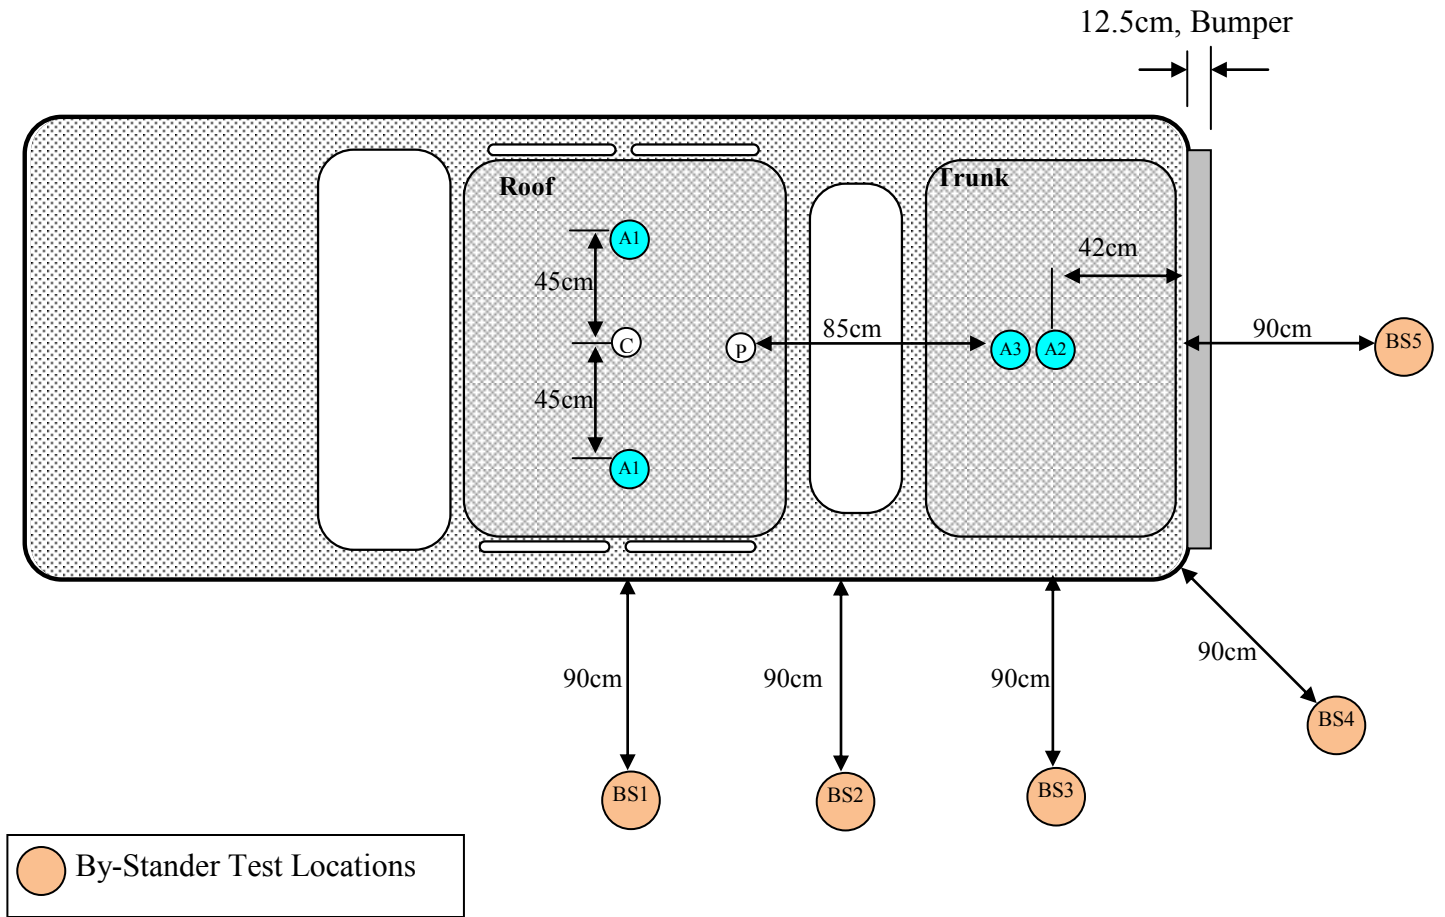 12.5cm, Bumper
Roof
Trunk
A1
42cm
45cm
85cm
90cm
C
P
A3
A2
BS5
45cm
A1
90cm
90cm
90cm
90cm
BS4
BS1
BS2
BS3
By-Stander Test Locations